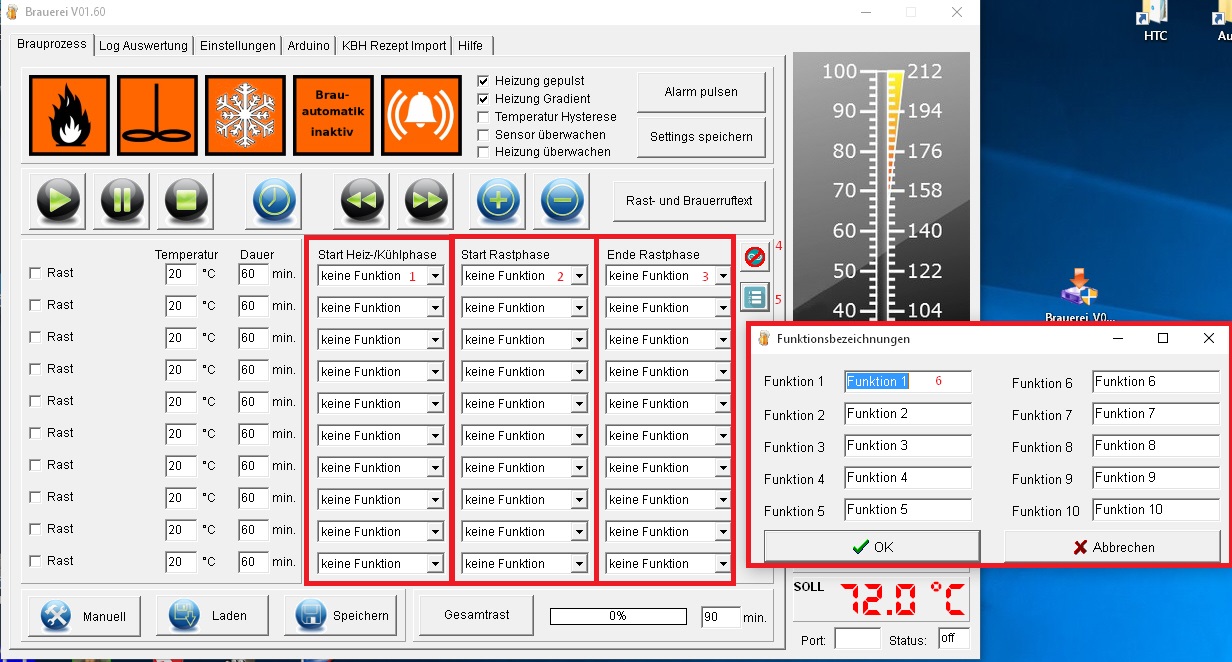 Brauerei V01.60
HTC
Au
Brauprozess Log Auswertung Einstellungen Arduino KBH Rezept Import Hilfe
Brau-
automatik
inaktiv
Heizung gepulst
Heizung Gradient
Temperatur Hysterese
Sensor überwachen
Heizung überwachen
Alarm pulsen
Settings speichern
Rast- und Brauerruftext
100 212
90 194
80 176
70 158
60 140
50 122
40 104
Temperatur Dauer Start Heiz-/Kühlphase Start Rastphase Ende Rastphase
Rast 20 °C 60 min. keine Funktion 1 keine Funktion 2 keine Funktion 3
Rast 20 °C 60 min. keine Funktion keine Funktion keine Funktion
Rast 20 °C 60 min. keine Funktion keine Funktion keine Funktion
Rast 20 °C 60 min. keine Funktion keine Funktion keine Funktion
Rast 20 °C 60 min. keine Funktion keine Funktion keine Funktion
Rast 20 °C 60 min. keine Funktion keine Funktion keine Funktion
Rast 20 °C 60 min. keine Funktion keine Funktion keine Funktion
Rast 20 °C 60 min. keine Funktion keine Funktion keine Funktion
Rast 20 °C 60 min. keine Funktion keine Funktion keine Funktion
Rast 20 °C 60 min. keine Funktion keine Funktion keine Funktion
4
5
Brauerei V0...
Funktionsbezeichnungen
Funktion 1 Funktion 1 6 Funktion 6 Funktion 6
Funktion 2 Funktion 2 Funktion 7 Funktion 7
Funktion 3 Funktion 3 Funktion 8 Funktion 8
Funktion 4 Funktion 4 Funktion 9 Funktion 9
Funktion 5 Funktion 5 Funktion 10 Funktion 10
OK Abbrechen
SOLL 72.0 °C
Manuell Laden Speichern Gesamtrast 0% 90 min.
Port: Status: off